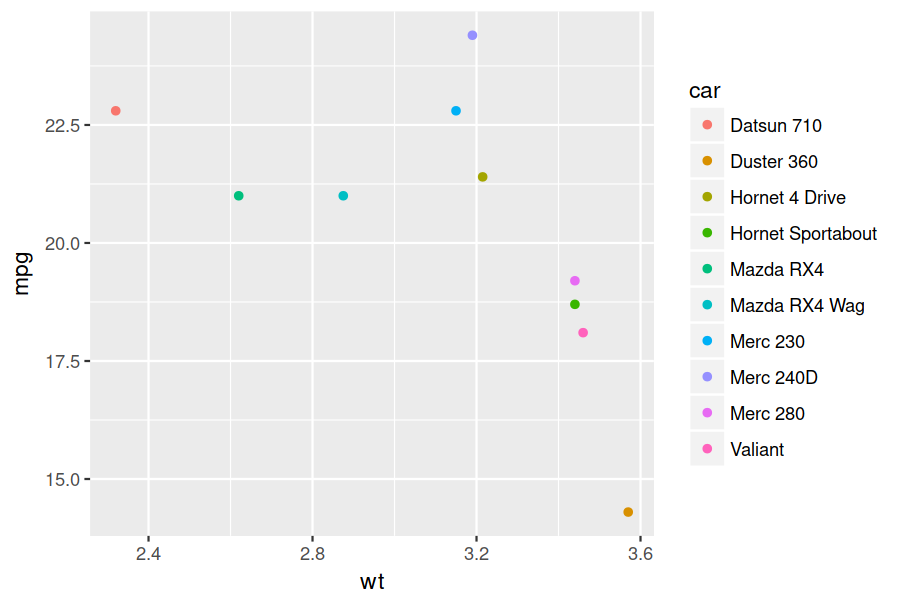 22.5
20.0
17.5
15.0
mpg
2.4 2.8 3.2 3.6
wt
car
Datsun 710
Duster 360
Hornet 4 Drive
Hornet Sportabout
Mazda RX4
Mazda RX4 Wag
Merc 230
Merc 240D
Merc 280
Valiant